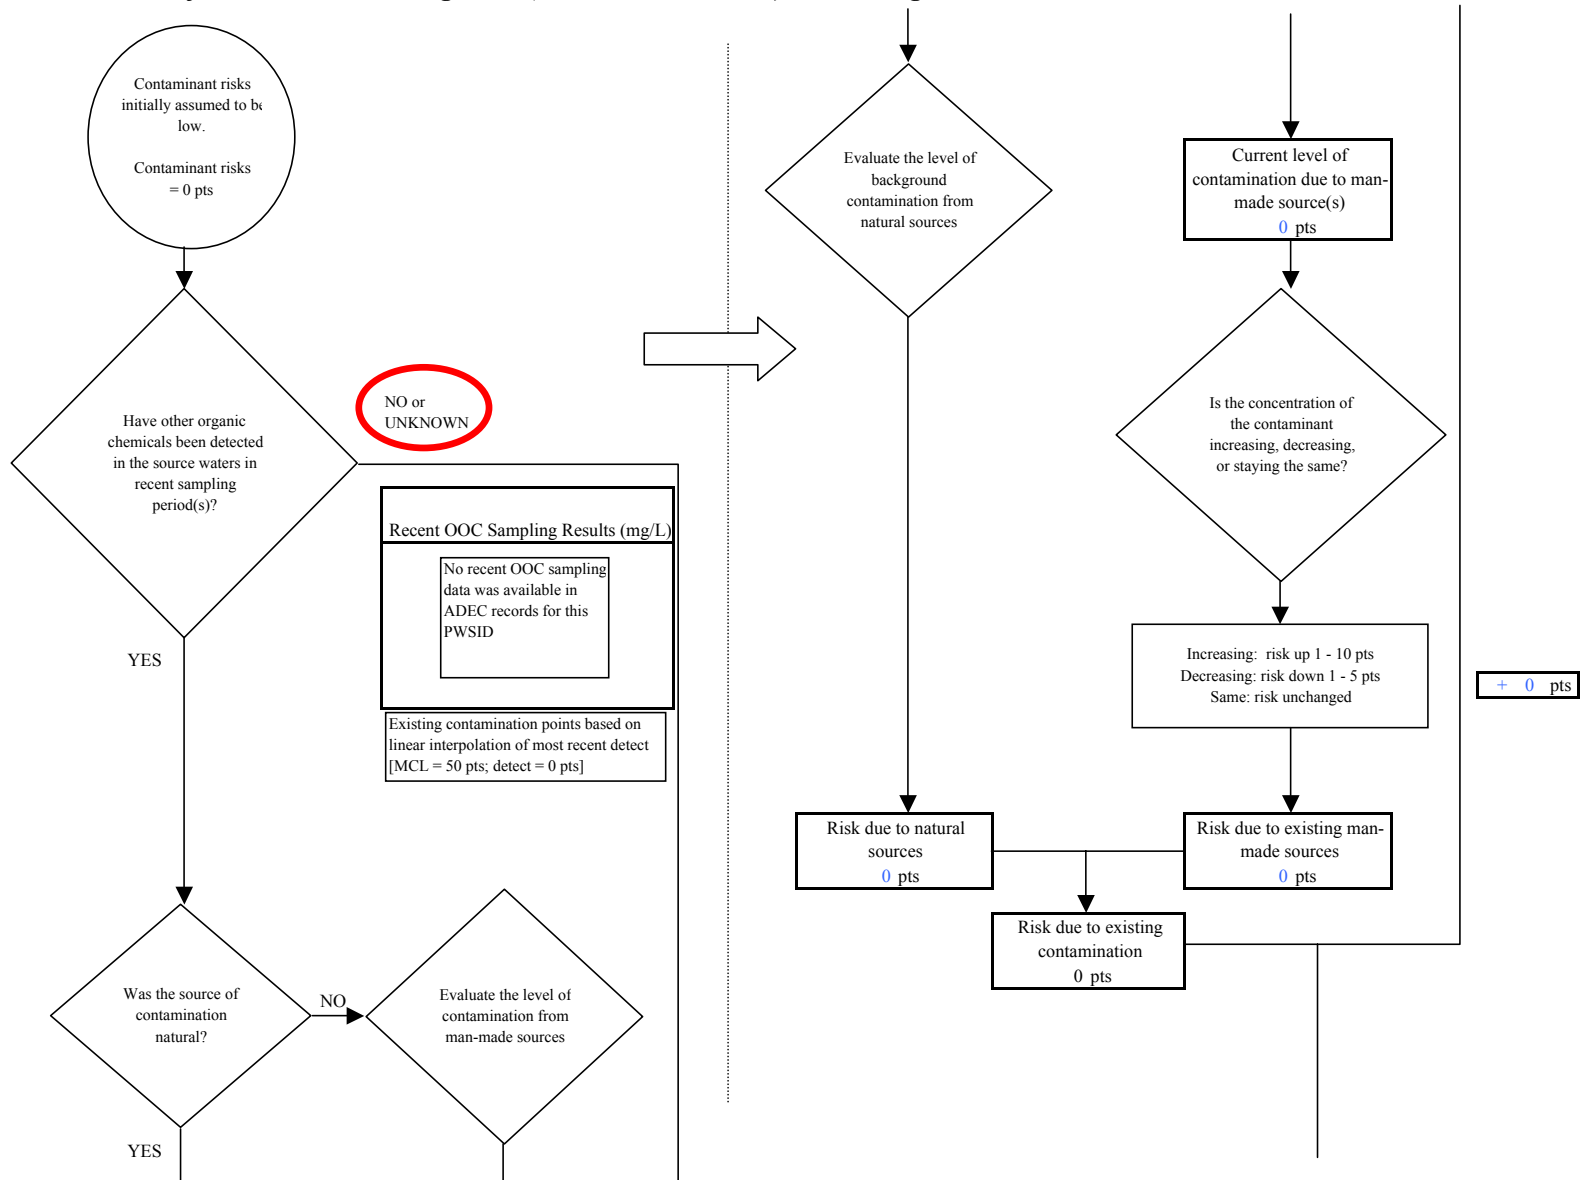 Contaminant risks
initially assumed to be
low.
Contaminant risks
= 0 pts
Have other organic
chemicals been detected
in the source waters in
recent sampling
period(s)?
NO or
UNKNOWN
Recent OOC Sampling Results (mg/L)
No recent OOC sampling
data was available in
ADEC records for this
PWSID
Existing contamination points based on
linear interpolation of most recent detect
[MCL = 50 pts; detect = 0 pts]
YES
Was the source of
contamination
natural?
NO
Evaluate the level of
contamination from
man-made sources
YES
Evaluate the level of
background
contamination from
natural sources
Current level of
contamination due to man-
made source(s)
0 pts
Is the concentration of
the contaminant
increasing, decreasing,
or staying the same?
Increasing: risk up 1 - 10 pts
Decreasing: risk down 1 - 5 pts
Same: risk unchanged
+ 0 pts
Risk due to natural
sources
0 pts
Risk due to existing man-
made sources
0 pts
Risk due to existing
contamination
0 pts